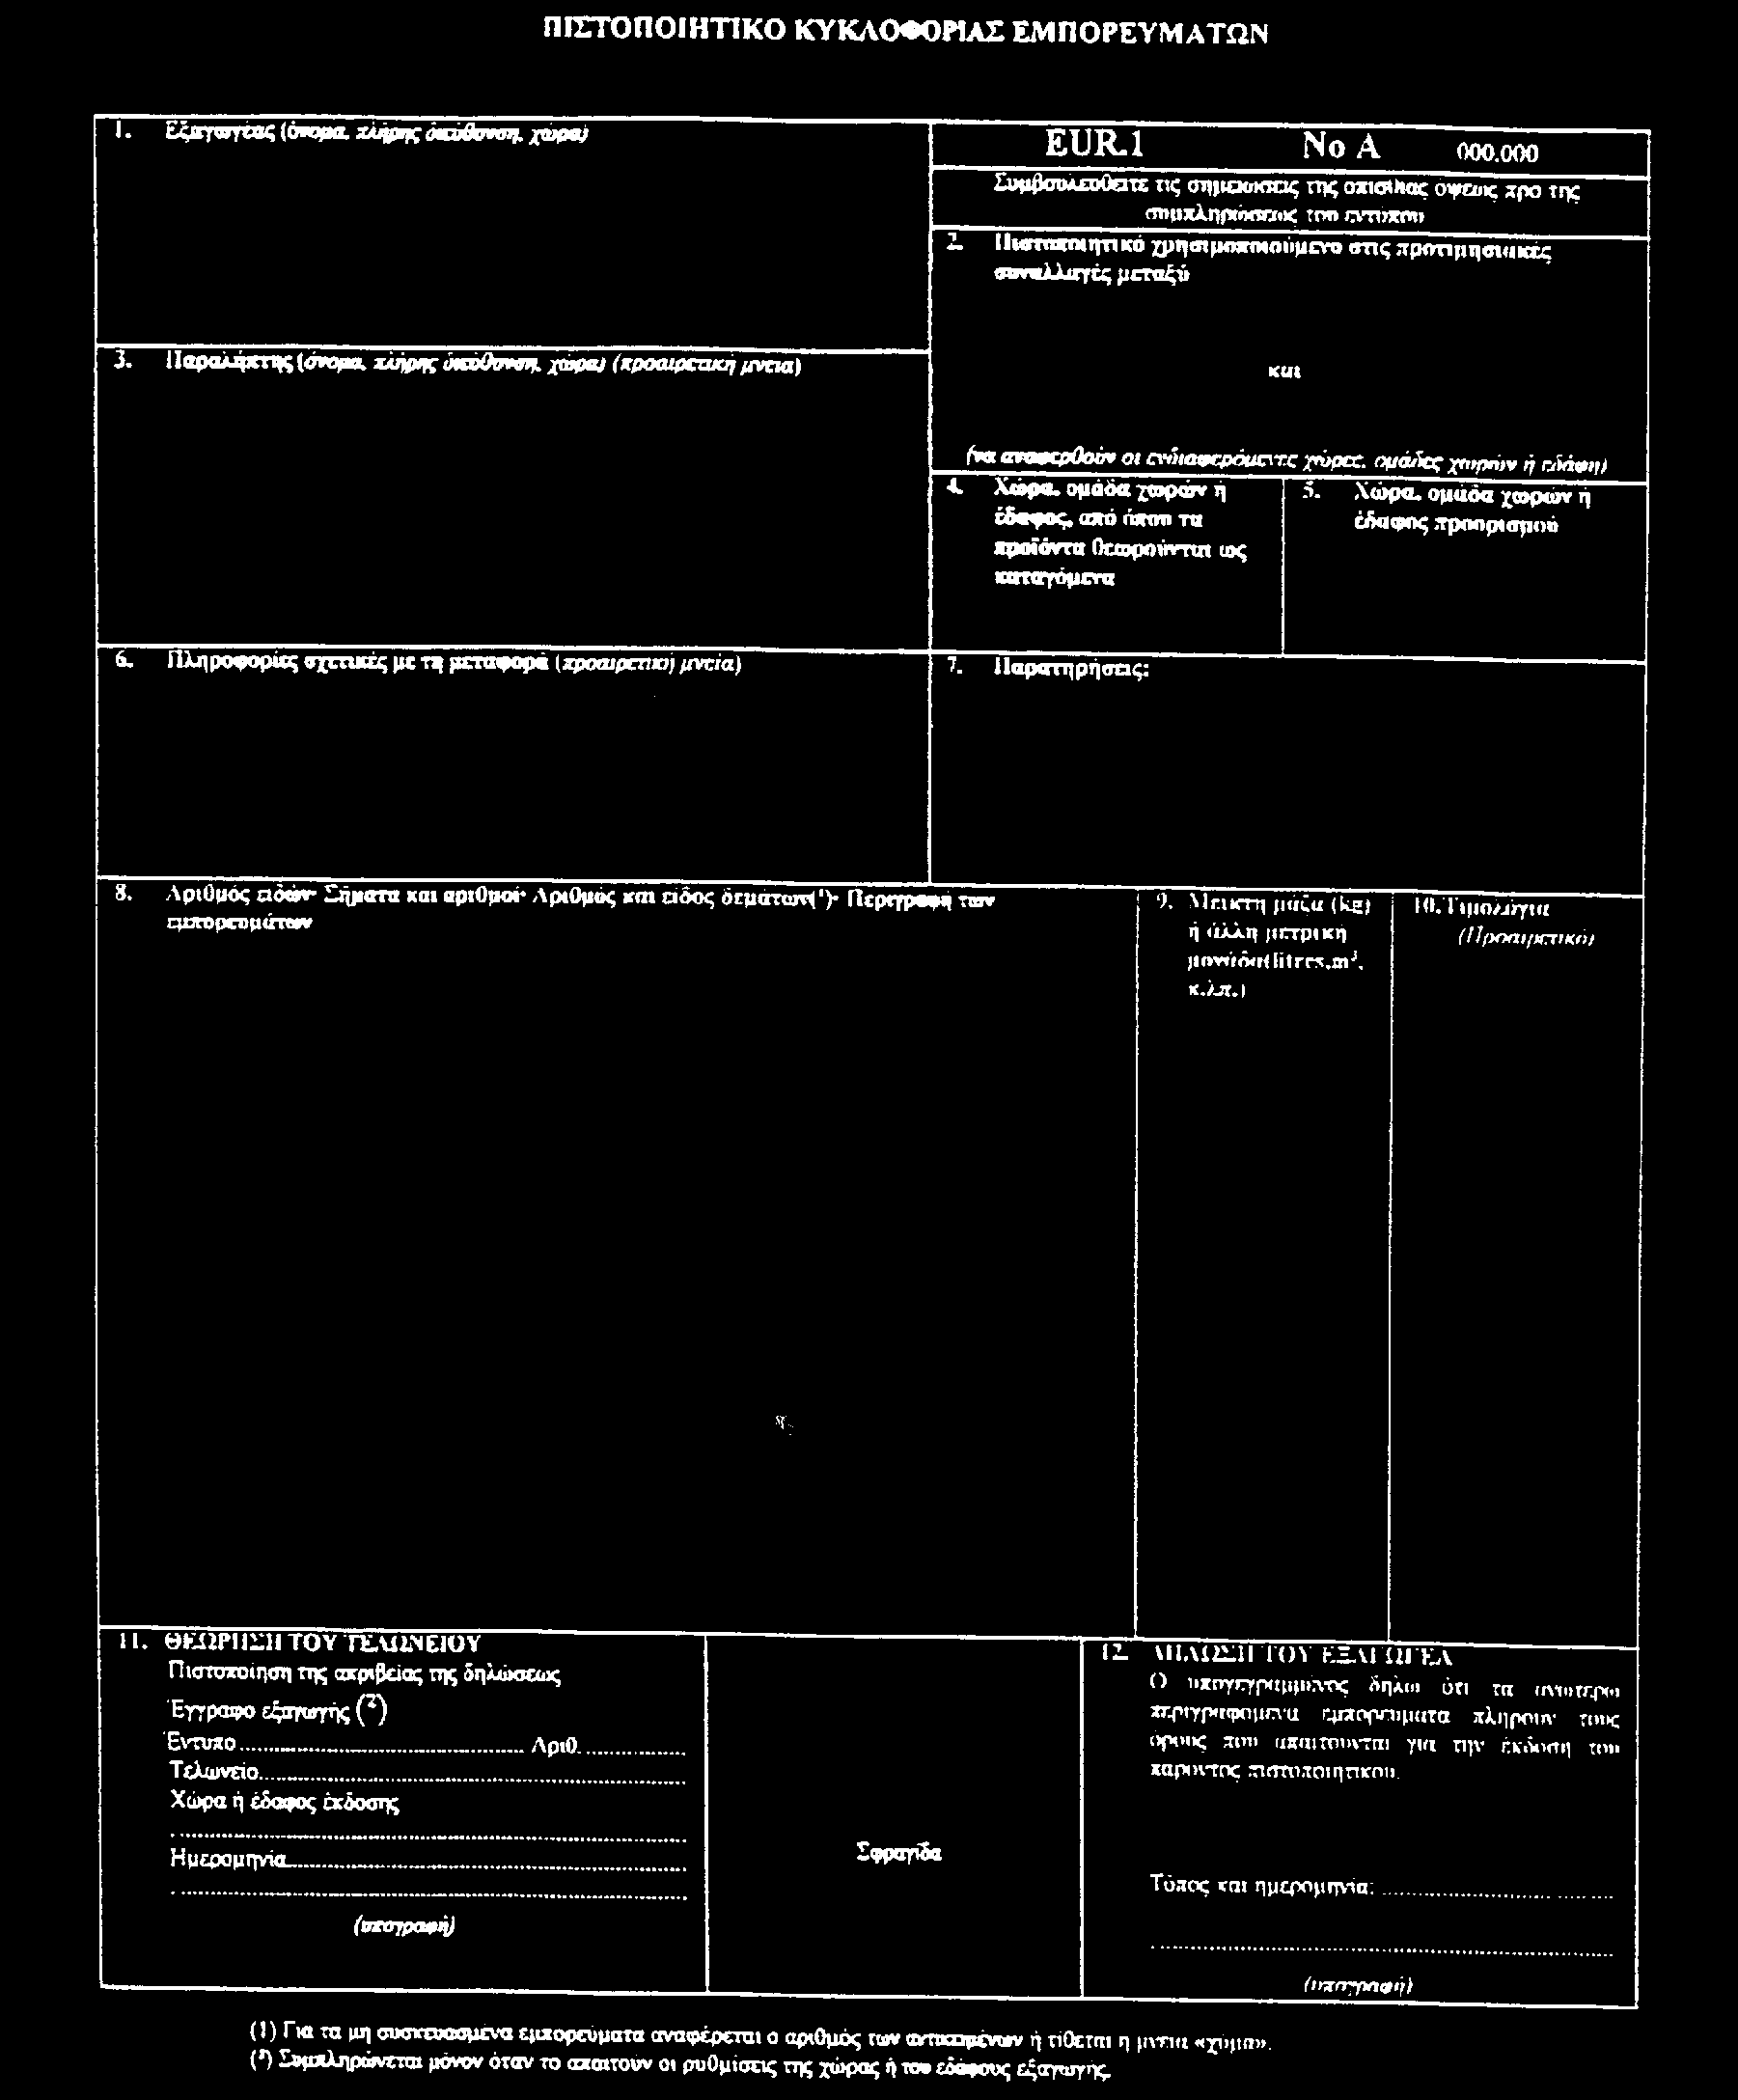 ΠΙΣΤΟΠΟΙΗΤΙΚΟ ΚΥΚΛΟΦΟΡΙΑΣ ΕΜΠΟΡΕΥΜΑΤΩΝ
1. Εξαγωγέας (όνομα, πλήρης διεύθυνση, χώρα)
EUR.1 No A 000.000
Συμβουλευθείτε τις σημειώσεις της οπισθίας όψεως προ της
συμπληρώσεως του εντύπου
2. Πιστοποιητικό χρησιμοποιούμενο στις προτιμησιακές
συναλλαγές μεταξύ
3. Παραλήπτης (όνομα, πλήρης διεύθυνση, χώρα) (προαιρετική μνεία)
και
(να αναφερθούν οι ενδιαφερόμενες χώρες, ομάδες χωρών ή εδάφη)
4. Χώρα, ομάδα χωρών ή
έδαφος, από όπου τα
προϊόντα θεωρούνται ως
καταγόμενα
5. Χώρα, ομάδα χωρών ή
έδαφος προορισμού
6. Πληροφορίες σχετικές με τη μεταφορά (προαιρετική μνεία)
7. Παρατηρήσεις:
8. Αριθμός ειδών· Σήματα και αριθμοί· Αριθμός και είδος δεμάτων(¹)· Περιγραφή των
εμπορευμάτων
9. Μεικτή μάζα (kg)
ή άλλη μετρική
μονάδα(litres,m³,
κ.λπ.)
10. Τιμολόγια
(Προαιρετικό)
11. ΘΕΩΡΗΣΗ ΤΟΥ ΤΕΛΩΝΕΙΟΥ
Πιστοποίηση της ακριβείας της δηλώσεως
Έγγραφο εξαγωγής (²)
Έντυπο.................... Αριθ...............
Τελωνείο....................
Χώρα ή έδαφος έκδοσης
....................
Ημερομηνία....................
....................
(υπογραφή)
Σφραγίδα
12. ΔΗΛΩΣΗ ΤΟΥ ΕΞΑΓΩΓΕΑ
Ο υπογεγραμμένος δηλοί ότι τα ανωτέρω
περιγραφόμενα εμπορεύματα πληρούν τους
όρους που απαιτούνται για την έκδοση του
παρόντος πιστοποιητικού.
Τόπος και ημερομηνία: ....................
....................
(υπογραφή)
(1) Για τα μη συσκευασμένα εμπορεύματα αναφέρεται ο αριθμός των αντικειμένων ή τίθεται η μνεία «χύμα».
(²) Συμπληρώνεται μόνον όταν το απαιτούν οι ρυθμίσεις της χώρας ή του εδάφους εξαγωγής.